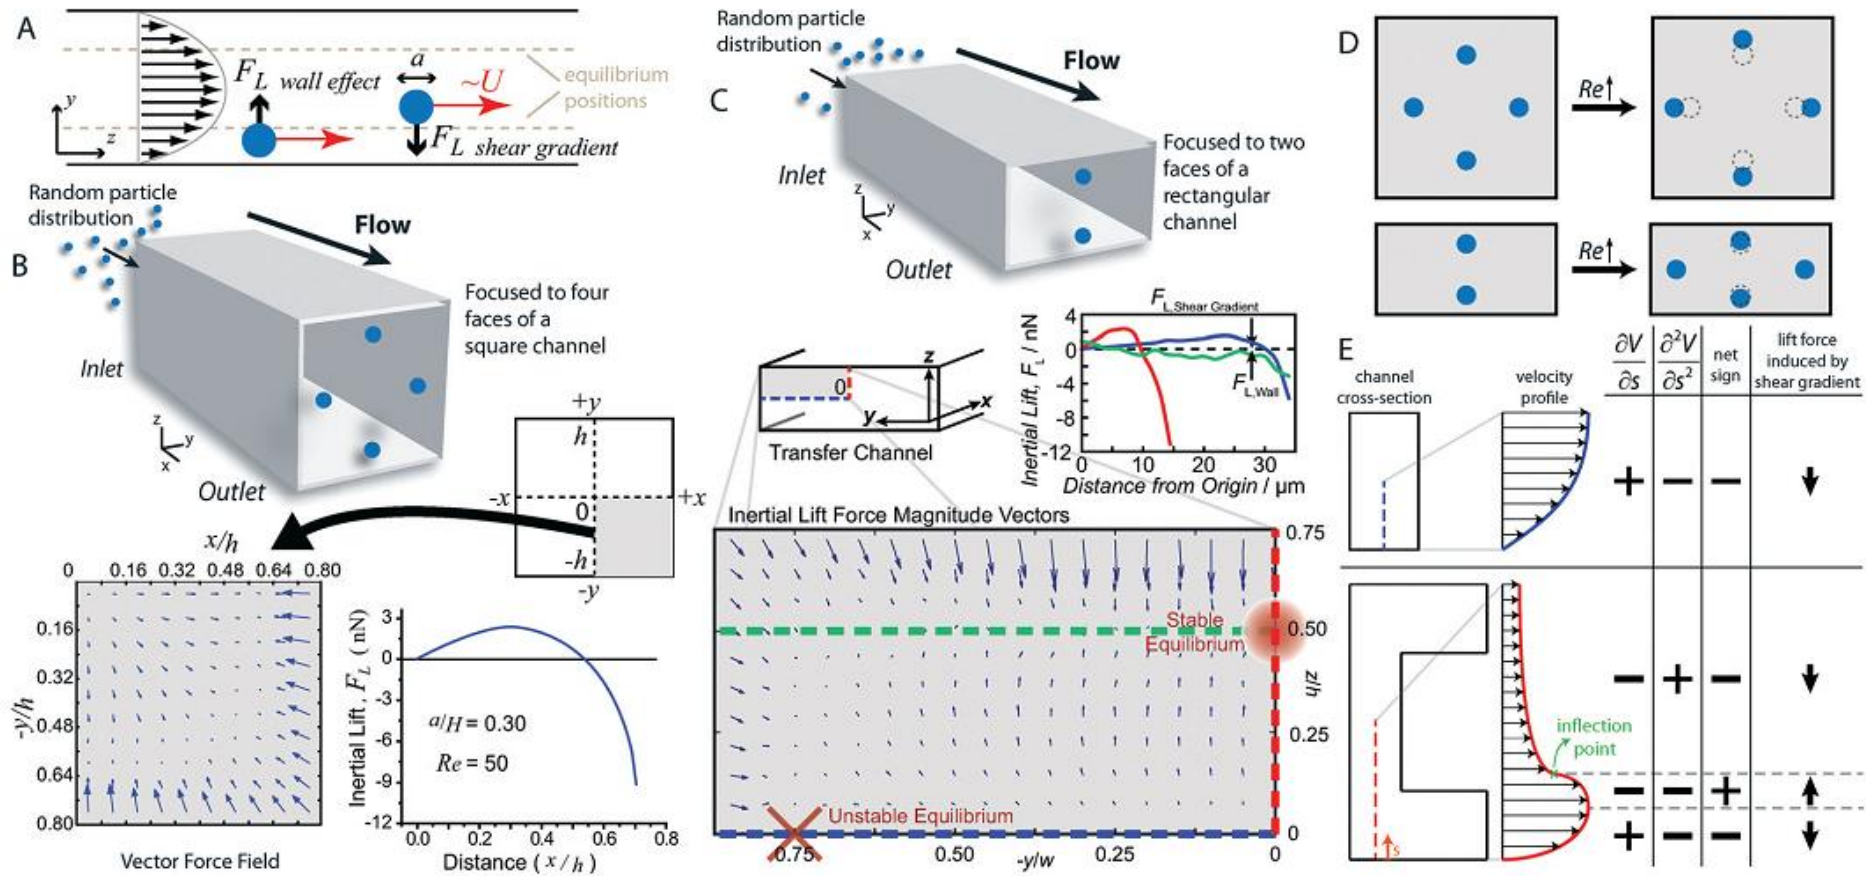 A
y
z
F_L wall effect
a
~U
equilibrium
positions
F_L shear gradient
B
Random particle
distribution
Flow
Focused to four
faces of a
square channel
Inlet
z
y
x
Outlet
+y
h
-x
+x
0
-h
-y
x/h
0 0.16 0.32 0.48 0.64 0.80
0.16
0.32
0.48
0.64
0.80
-y/h
Vector Force Field
Inertial Lift, F_L (nN)
3
0
-3
-6
-9
-12
a/H = 0.30
Re = 50
0.0 0.2 0.4 0.6 0.8
Distance (x/h)
C
Random particle
distribution
Flow
Inlet
z
y
x
Outlet
Focused to two
faces of a
rectangular
channel
z
0
y
x
Transfer Channel
F_L,Shear Gradient
F_L,Wall
Inertial Lift, F_L / nN
4
0
-4
-8
-12
0 10 20 30
Distance from Origin / µm
Inertial Lift Force Magnitude Vectors
Stable
Equilibrium
Unstable Equilibrium
0.75
0.50
0.25
0
z/h
0.75 0.50 -y/w 0.25 0
D
Re↑
Re↑
E
channel
cross-section
velocity
profile
∂V/∂s
∂²V/∂s²
net
sign
lift force
induced by
shear gradient
+ − −
− + −
inflection
point
− − +
+ − −
s